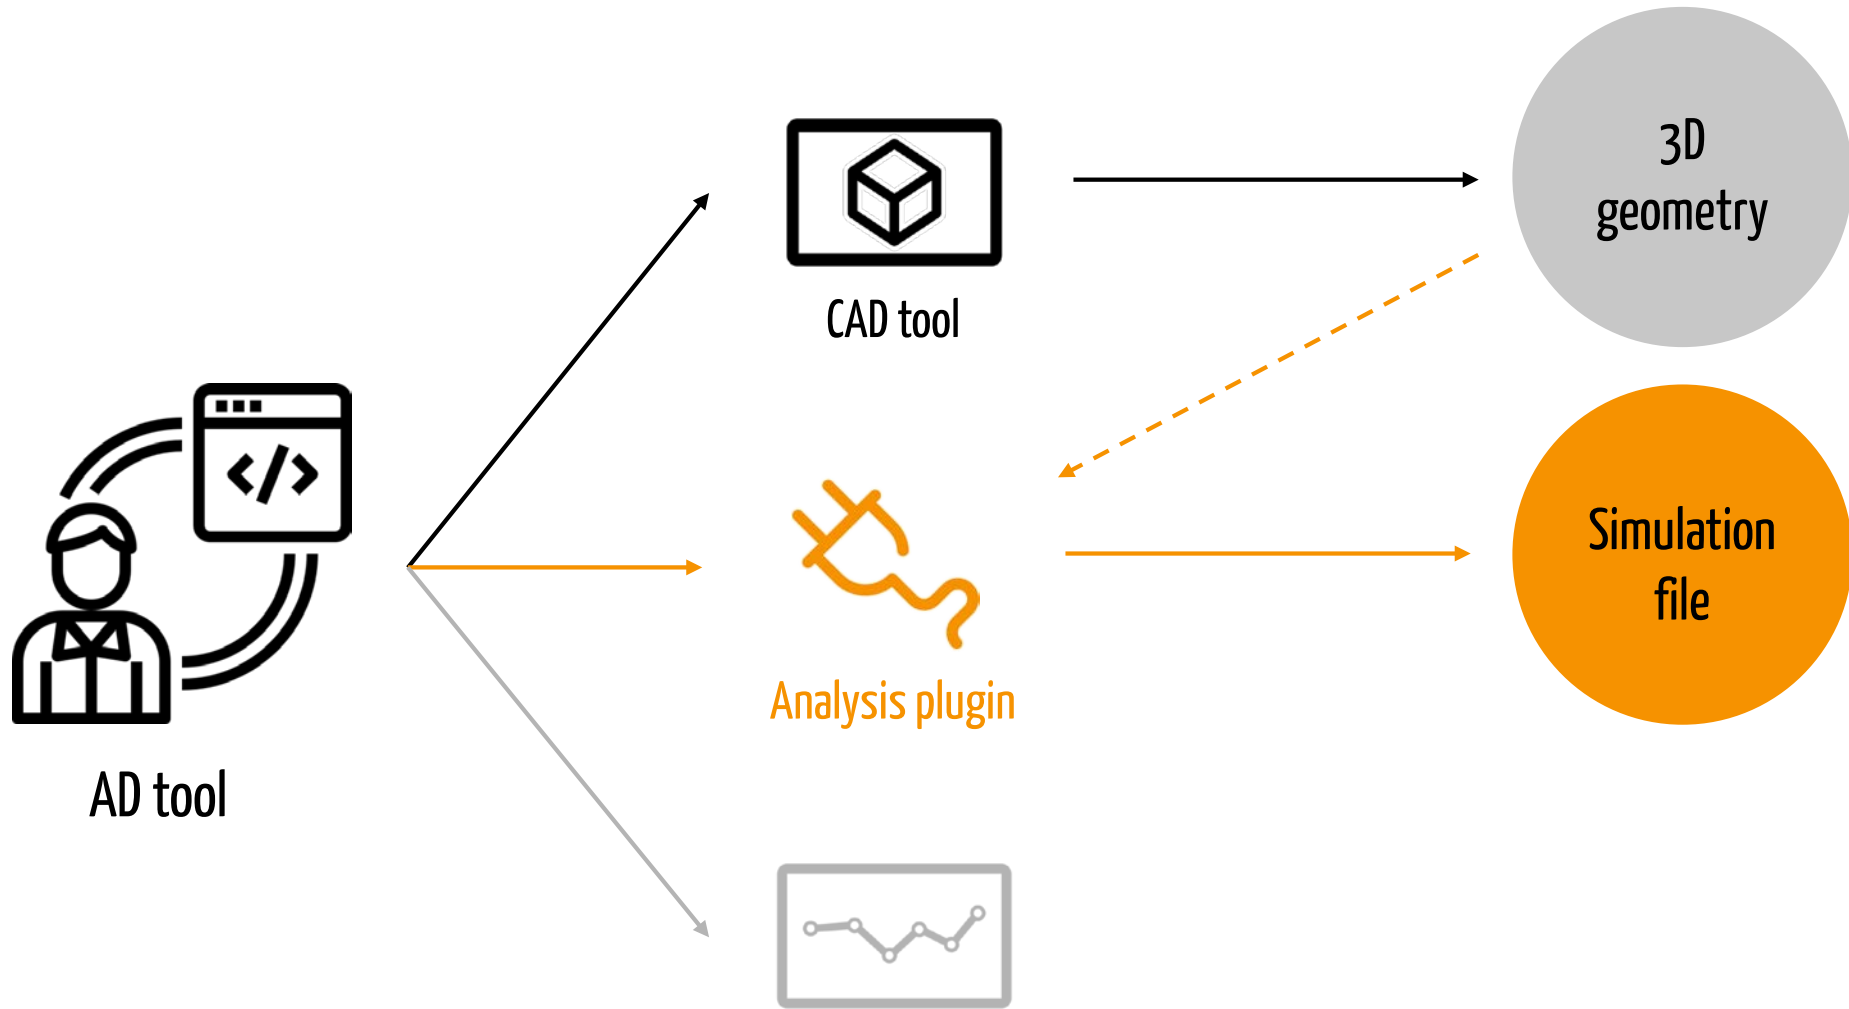 3D
geometry
CAD tool
Simulation
file
Analysis plugin
AD tool